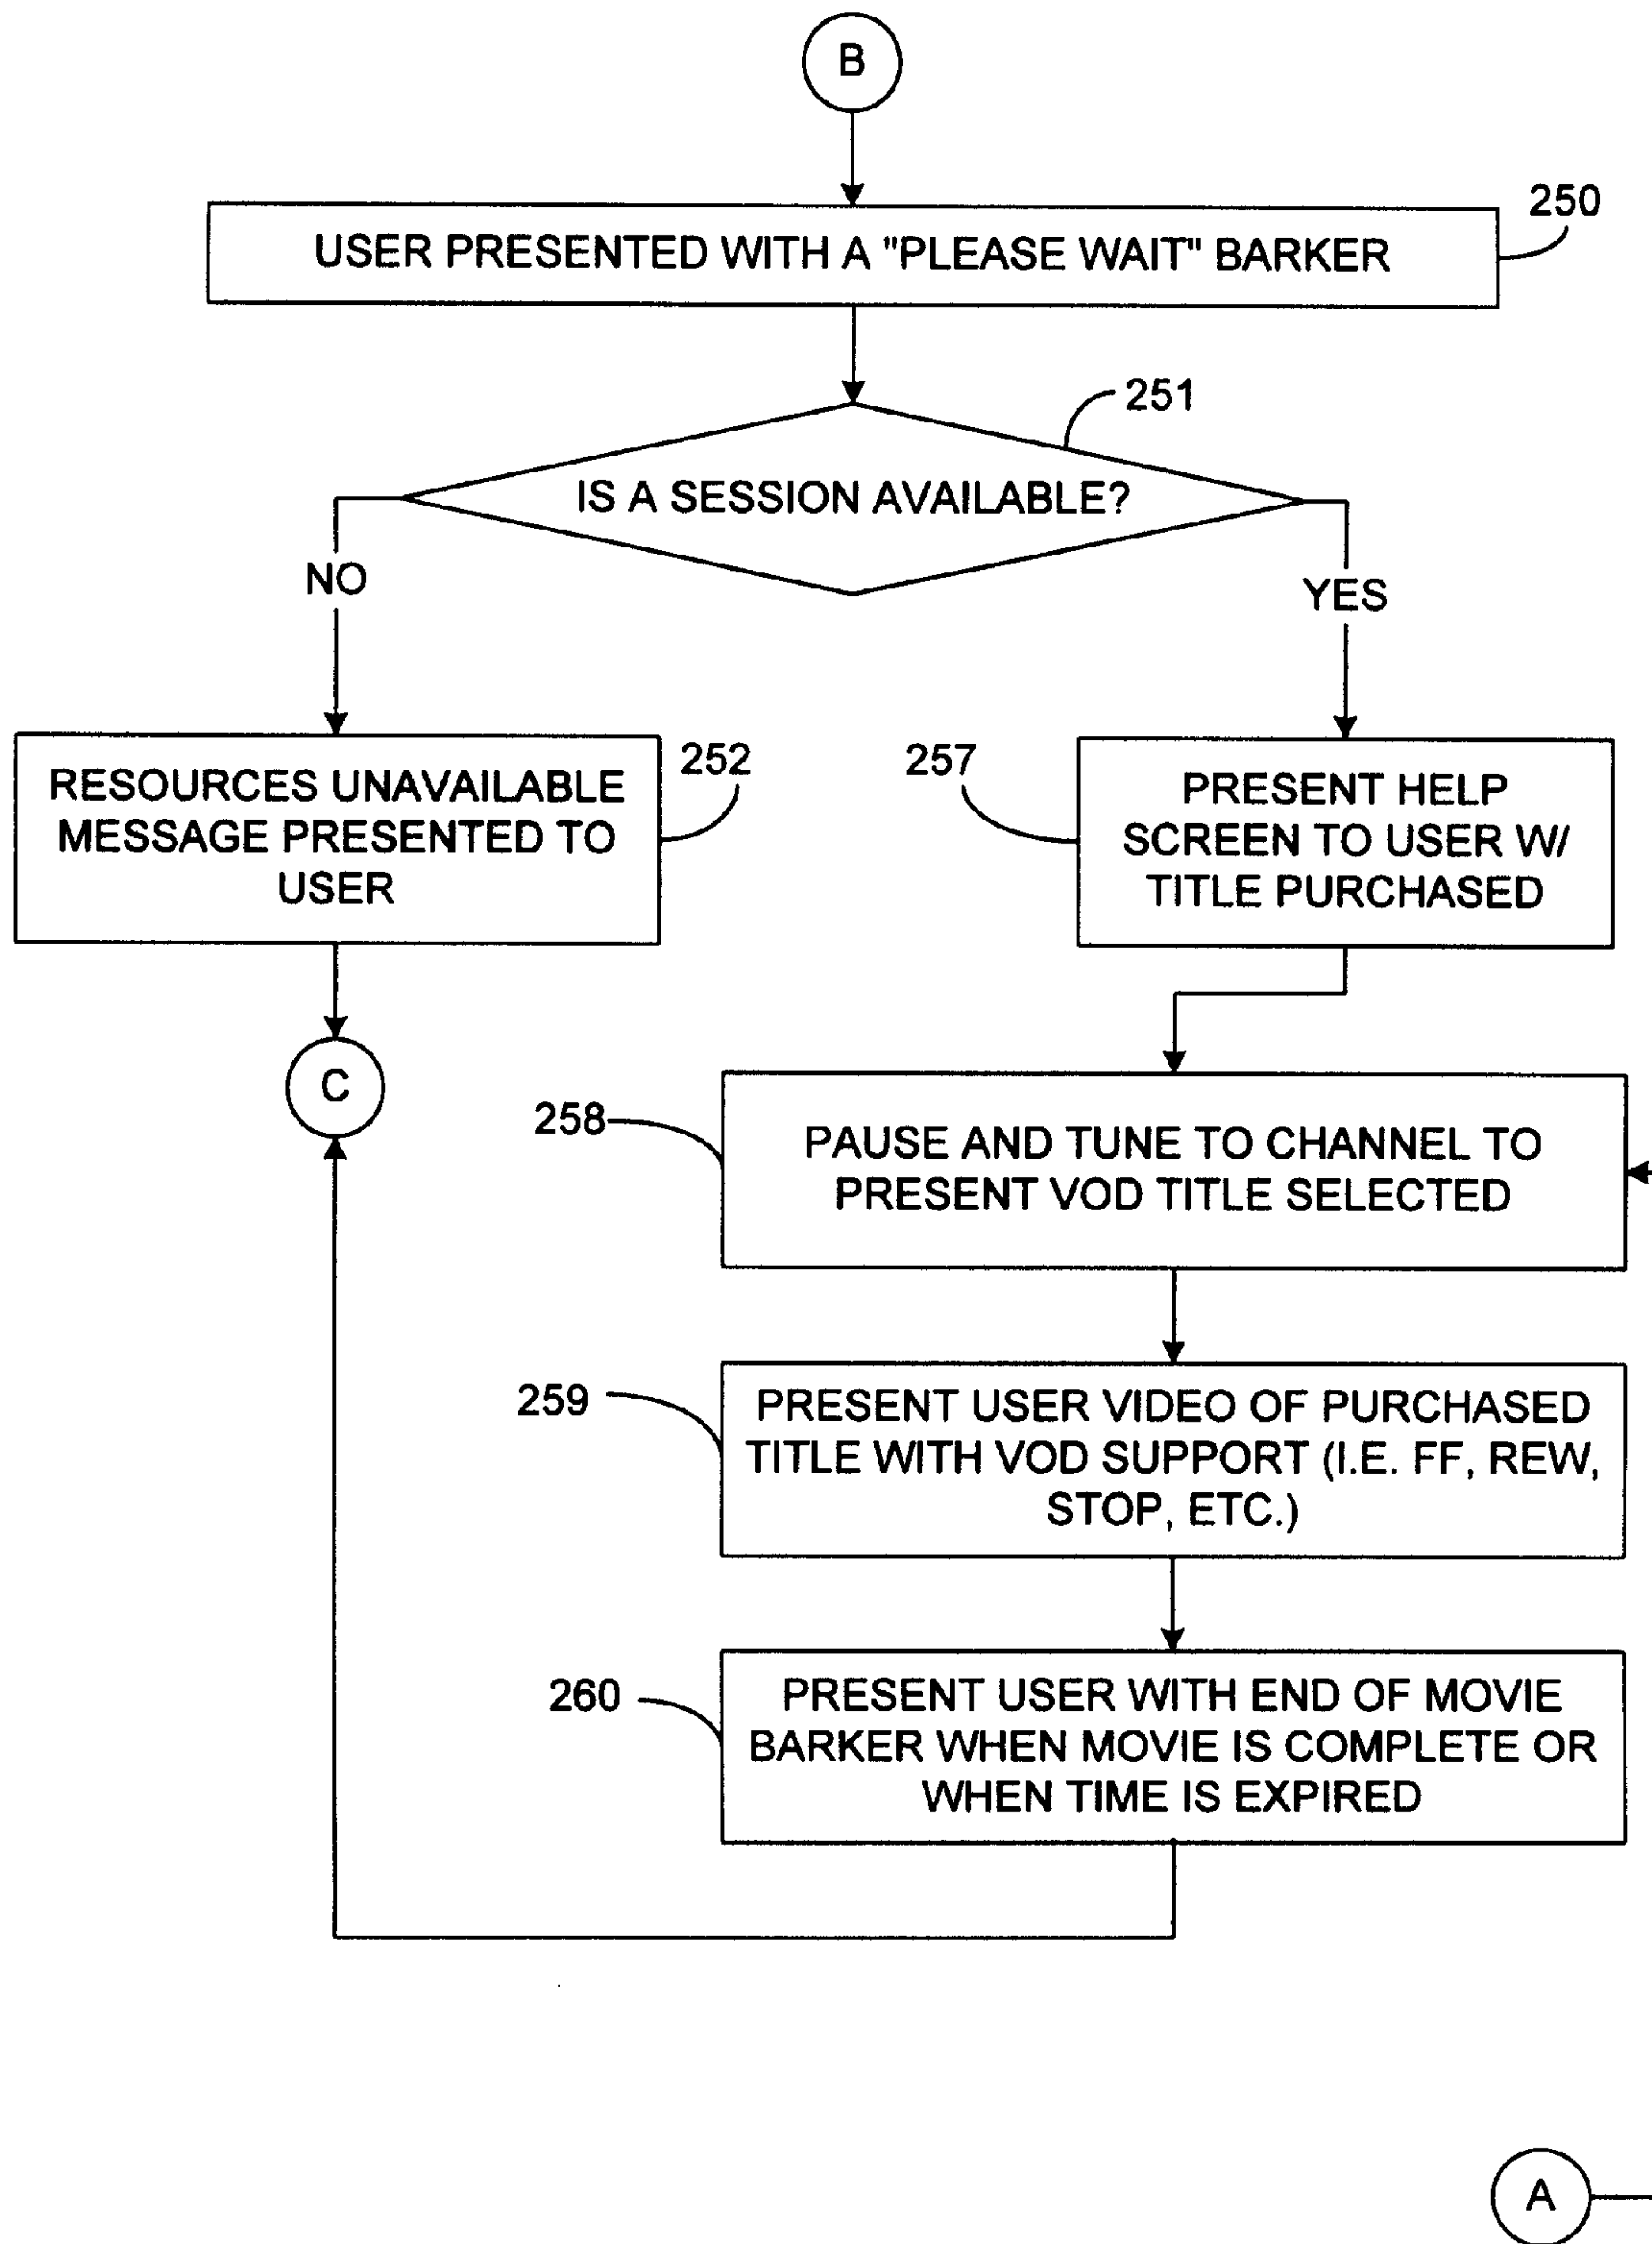 B
250
USER PRESENTED WITH A "PLEASE WAIT" BARKER
251
IS A SESSION AVAILABLE?
NO
YES
252
RESOURCES UNAVAILABLE
MESSAGE PRESENTED TO
USER
257
PRESENT HELP
SCREEN TO USER W/
TITLE PURCHASED
C
258
PAUSE AND TUNE TO CHANNEL TO
PRESENT VOD TITLE SELECTED
259
PRESENT USER VIDEO OF PURCHASED
TITLE WITH VOD SUPPORT (I.E. FF, REW,
STOP, ETC.)
260
PRESENT USER WITH END OF MOVIE
BARKER WHEN MOVIE IS COMPLETE OR
WHEN TIME IS EXPIRED
A